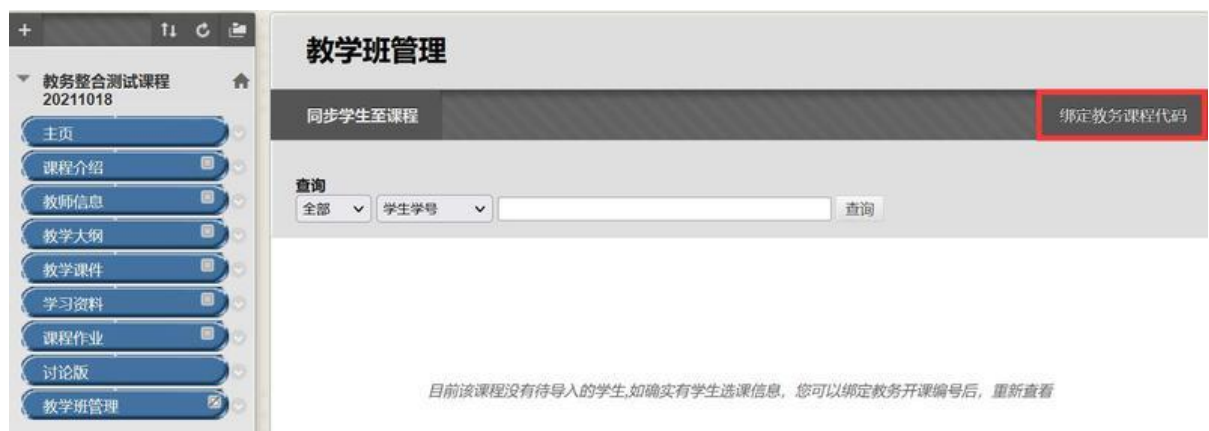 教学班管理
教务整合测试课程
20211018
同步学生至课程
绑定教务课程代码
主页
课程介绍
教师信息
教学大纲
教学课件
学习资料
课程作业
讨论版
教学班管理
查询
全部 学生学号 查询
目前该课程没有待导入的学生,如确实有学生选课信息，您可以绑定教务开课编号后，重新查看